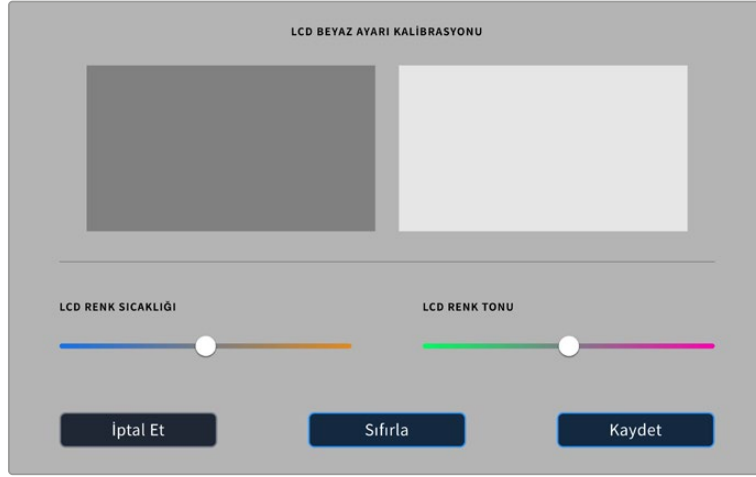 LCD BEYAZ AYARI KALİBRASYONU
LCD RENK SICAKLIĞI
LCD RENK TONU
İptal Et
Sıfırla
Kaydet